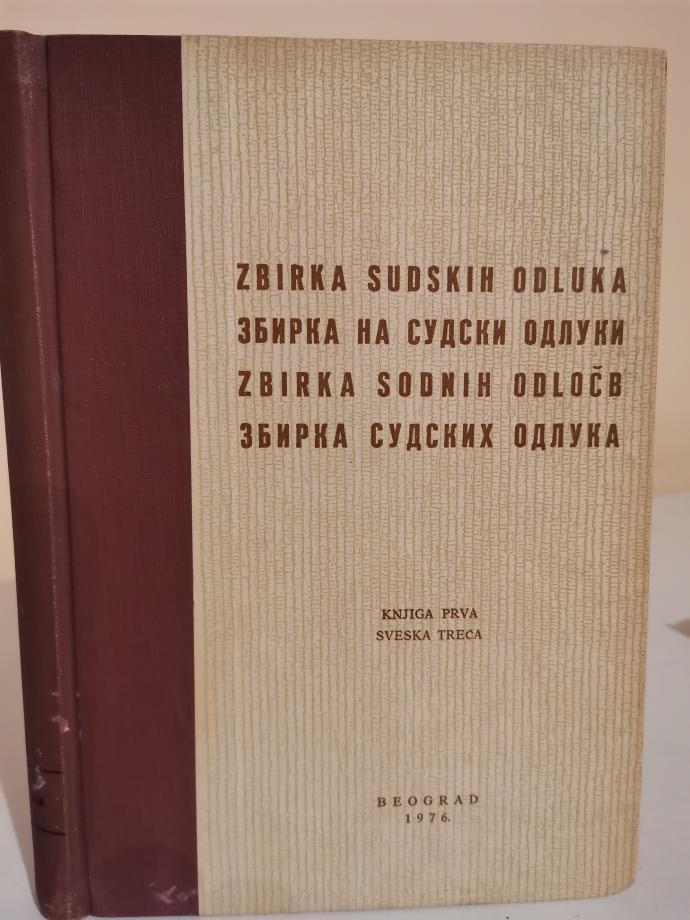 ZBIRKA SUDSKIH ODLUKA
ЗБИРКА НА СУДСКИ ОДЛУКИ
ZBIRKA SODNIH ODLOČB
ЗБИРКА СУДСКИХ ОДЛУКА
KNJIGA PRVA
SVESKA TREĆA
BEOGRAD
1976.